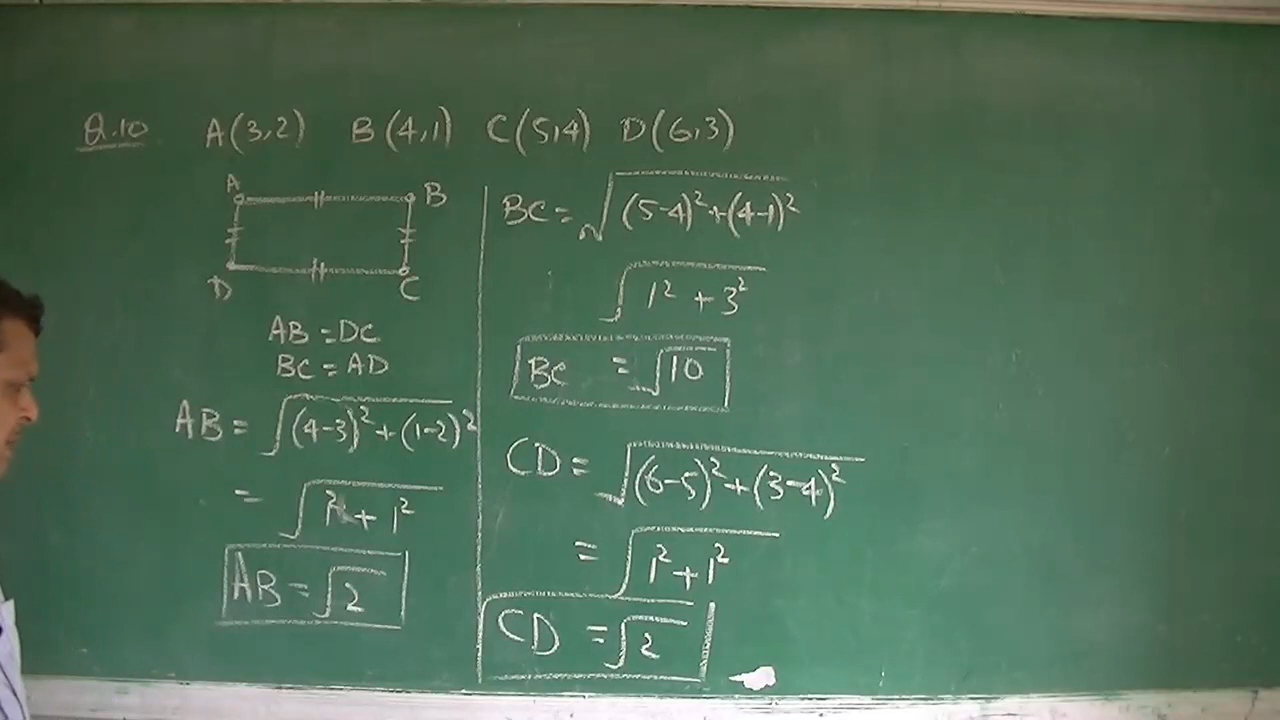 Q.10 A(3,2) B(4,1) C(5,4) D(6,3)
A B
D C
AB = DC
BC = AD
AB = √(4-3)² + (1-2)²
= √1² + 1²
AB = √2
BC = √(5-4)² + (4-1)²
√1² + 3²
BC = √10
CD = √(6-5)² + (3-4)²
= √1² + 1²
CD = √2